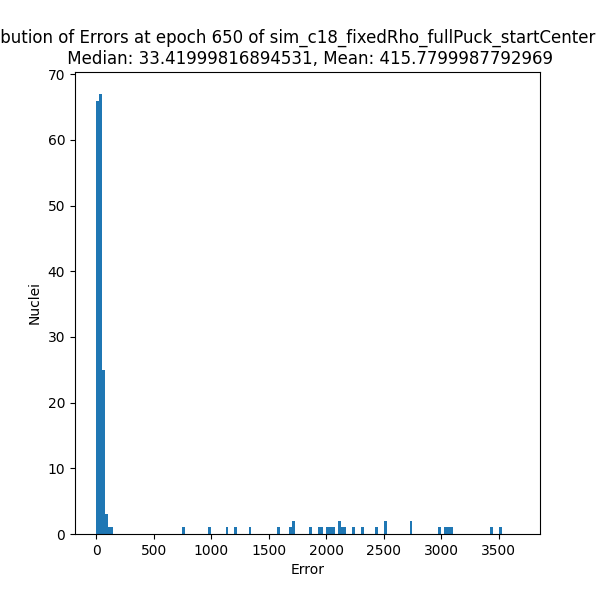 bution of Errors at epoch 650 of sim_c18_fixedRho_fullPuck_startCenter
Median: 33.41999816894531, Mean: 415.7799987792969
70
60
50
40
30
20
10
0
Nuclei
0 500 1000 1500 2000 2500 3000 3500
Error